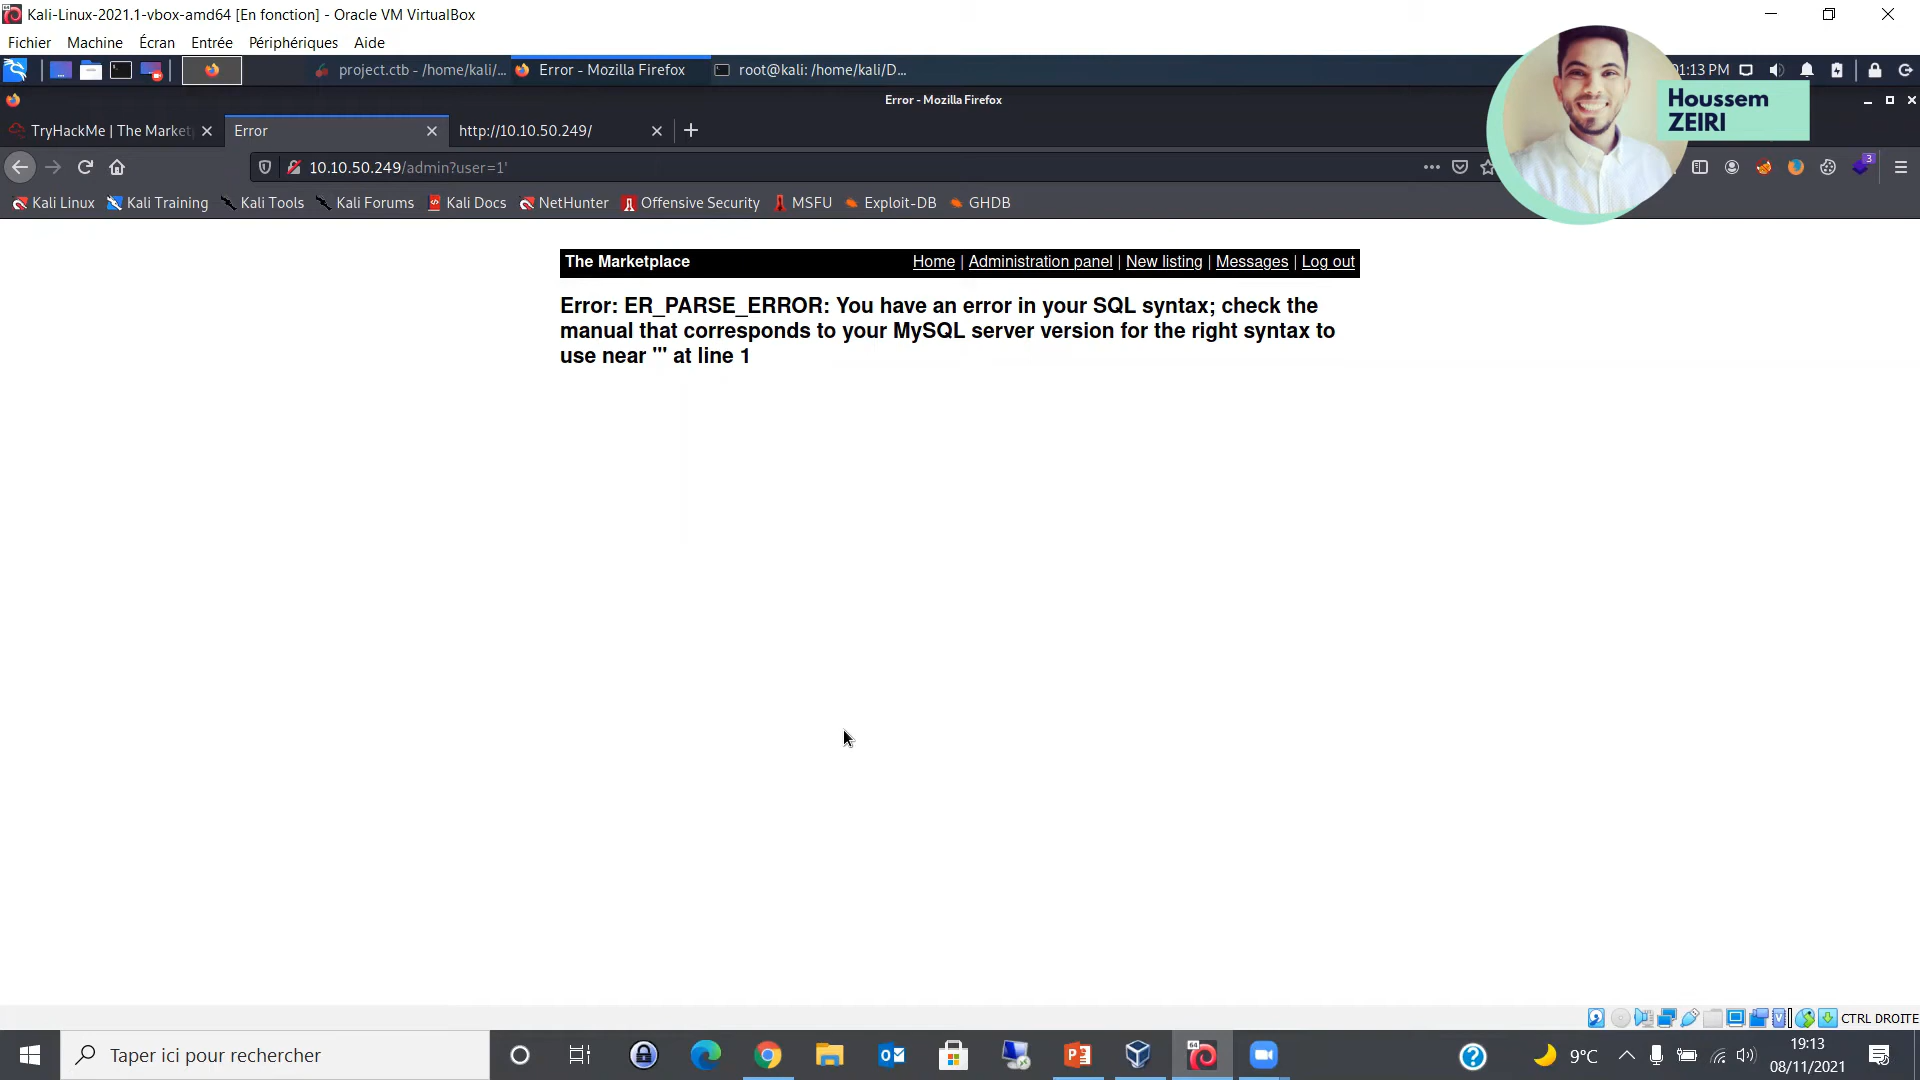 Kali-Linux-2021.1-vbox-amd64 [En fonction] - Oracle VM VirtualBox
Fichier Machine Écran Entrée Périphériques Aide
project.ctb - /home/kali/... Error - Mozilla Firefox root@kali: /home/kali/D... 1:13 PM
Error - Mozilla Firefox
Houssem
ZEIRI
TryHackMe | The Market Error http://10.10.50.249/
10.10.50.249/admin?user=1' 3
Kali Linux Kali Training Kali Tools Kali Forums Kali Docs NetHunter Offensive Security MSFU Exploit-DB GHDB
The Marketplace Home | Administration panel | New listing | Messages | Log out
Error: ER_PARSE_ERROR: You have an error in your SQL syntax; check the
manual that corresponds to your MySQL server version for the right syntax to
use near ''' at line 1
CTRL DROITE
Taper ici pour rechercher
9°C
19:13
08/11/2021